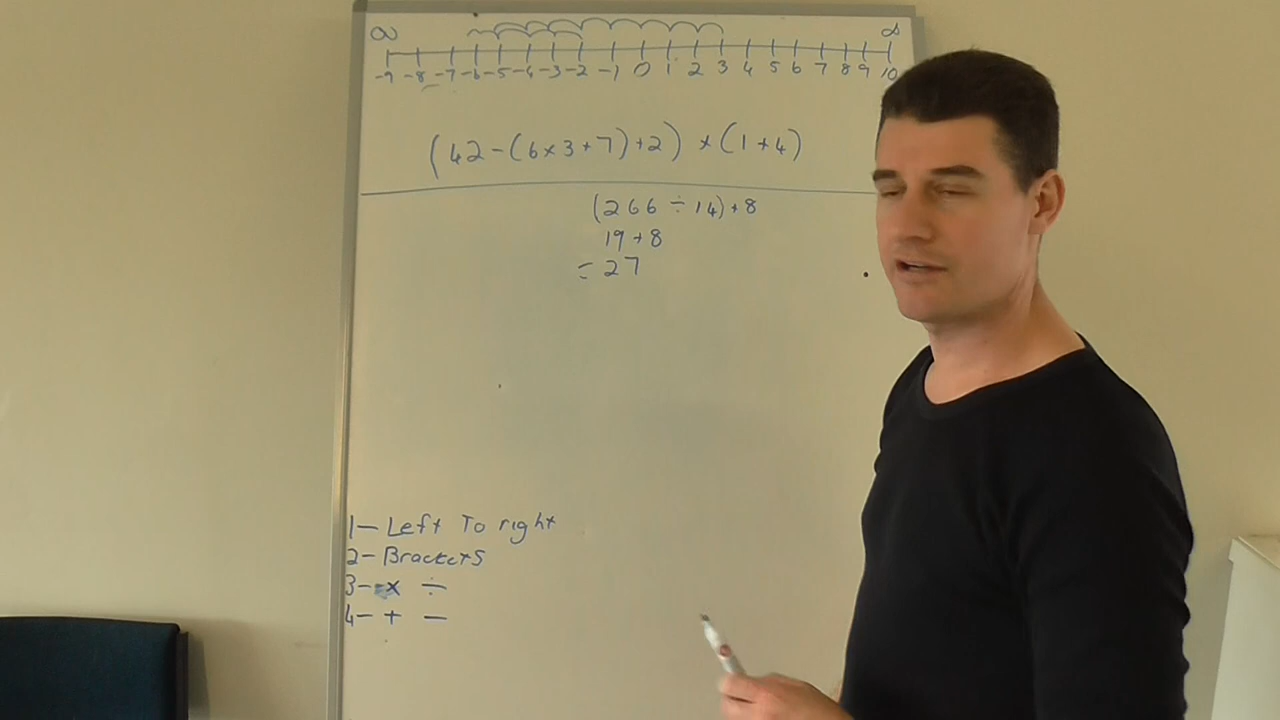 ∞ ∞
-9 -8 -7 -6 -5 -4 -3 -2 -1 0 1 2 3 4 5 6 7 8 9 10
(42-(6×3+7)+2) × (1+4)
(266 ÷ 14)+8
19+8
= 27
1- Left To right
2- Brackets
3- × ÷
4- + -